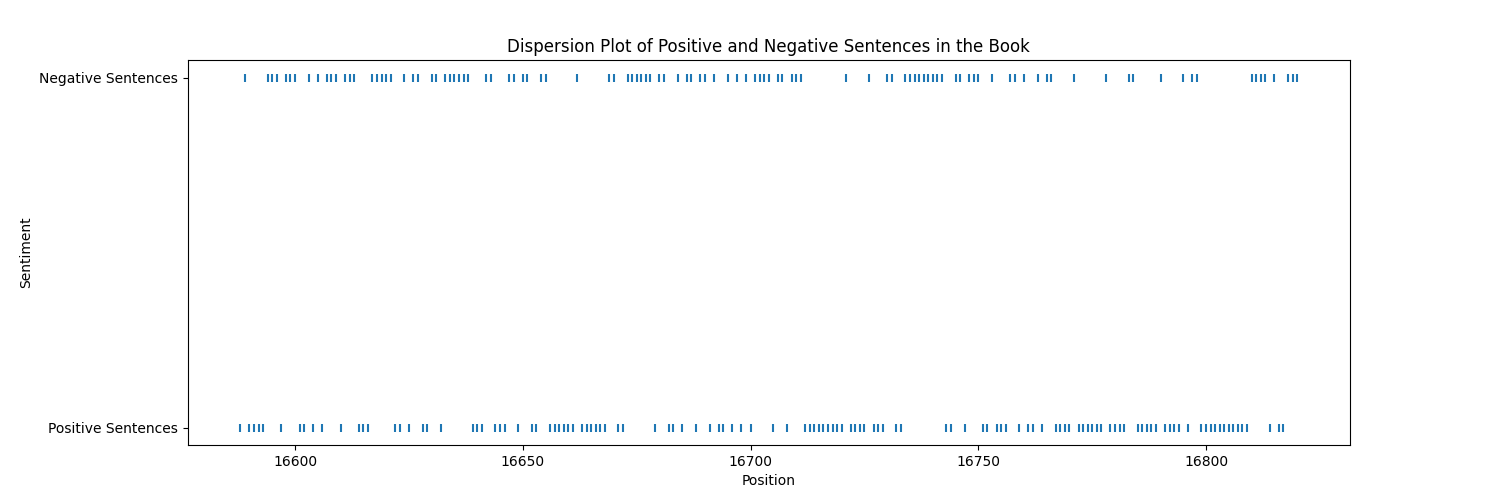 Dispersion Plot of Positive and Negative Sentences in the Book
Negative Sentences
Sentiment
Positive Sentences
16600 16650 16700 16750 16800
Position